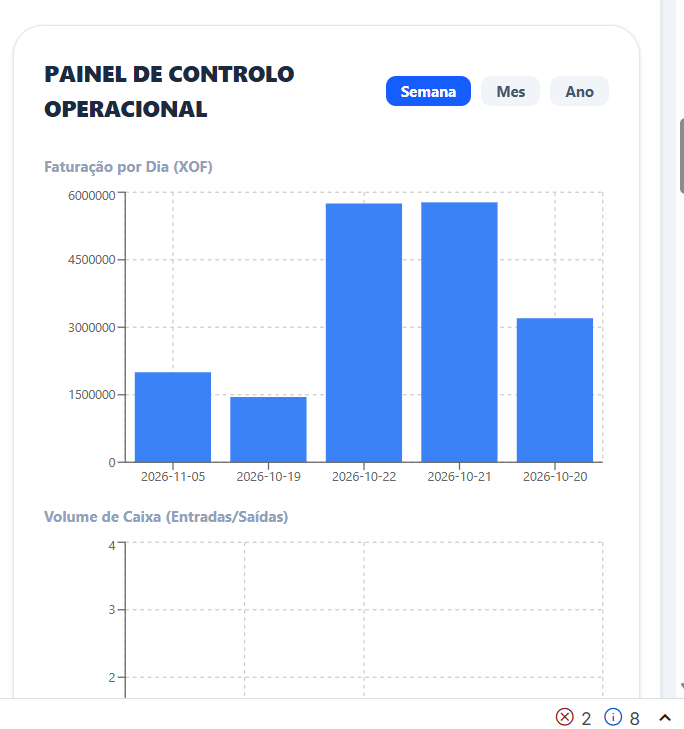 PAINEL DE CONTROLO
OPERACIONAL
Semana
Mes
Ano
Faturação por Dia (XOF)
6000000
4500000
3000000
1500000
0
2026-11-05
2026-10-19
2026-10-22
2026-10-21
2026-10-20
Volume de Caixa (Entradas/Saídas)
4
3
2
2
8